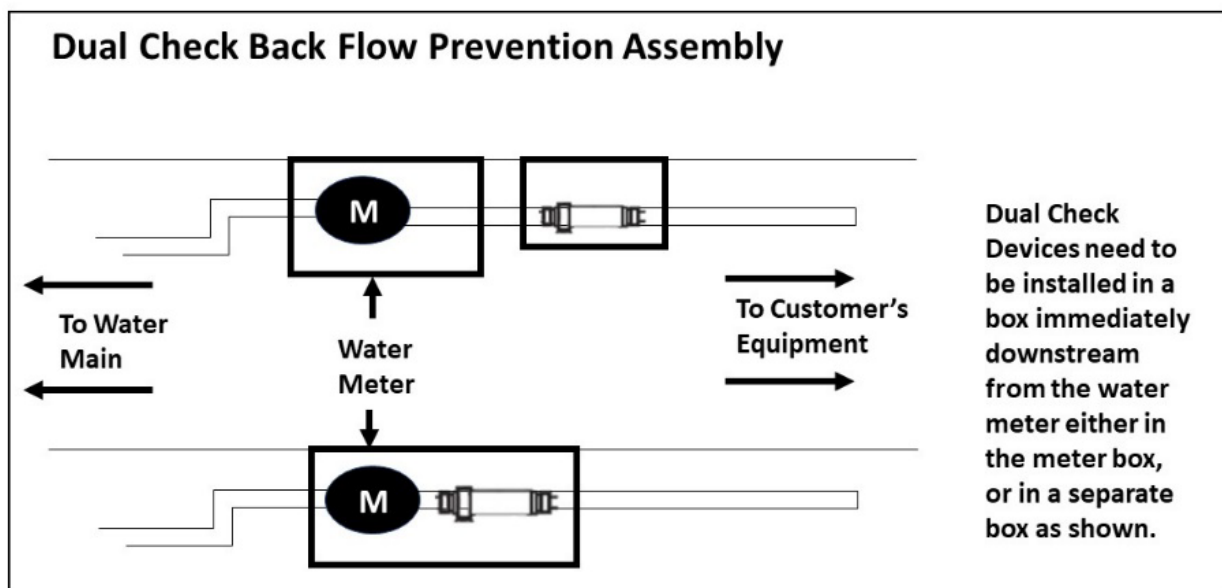 Dual Check Back Flow Prevention Assembly
M
To Water
Main
Water
Meter
To Customer's
Equipment
M
Dual Check
Devices need to
be installed in a
box immediately
downstream
from the water
meter either in
the meter box,
or in a separate
box as shown.